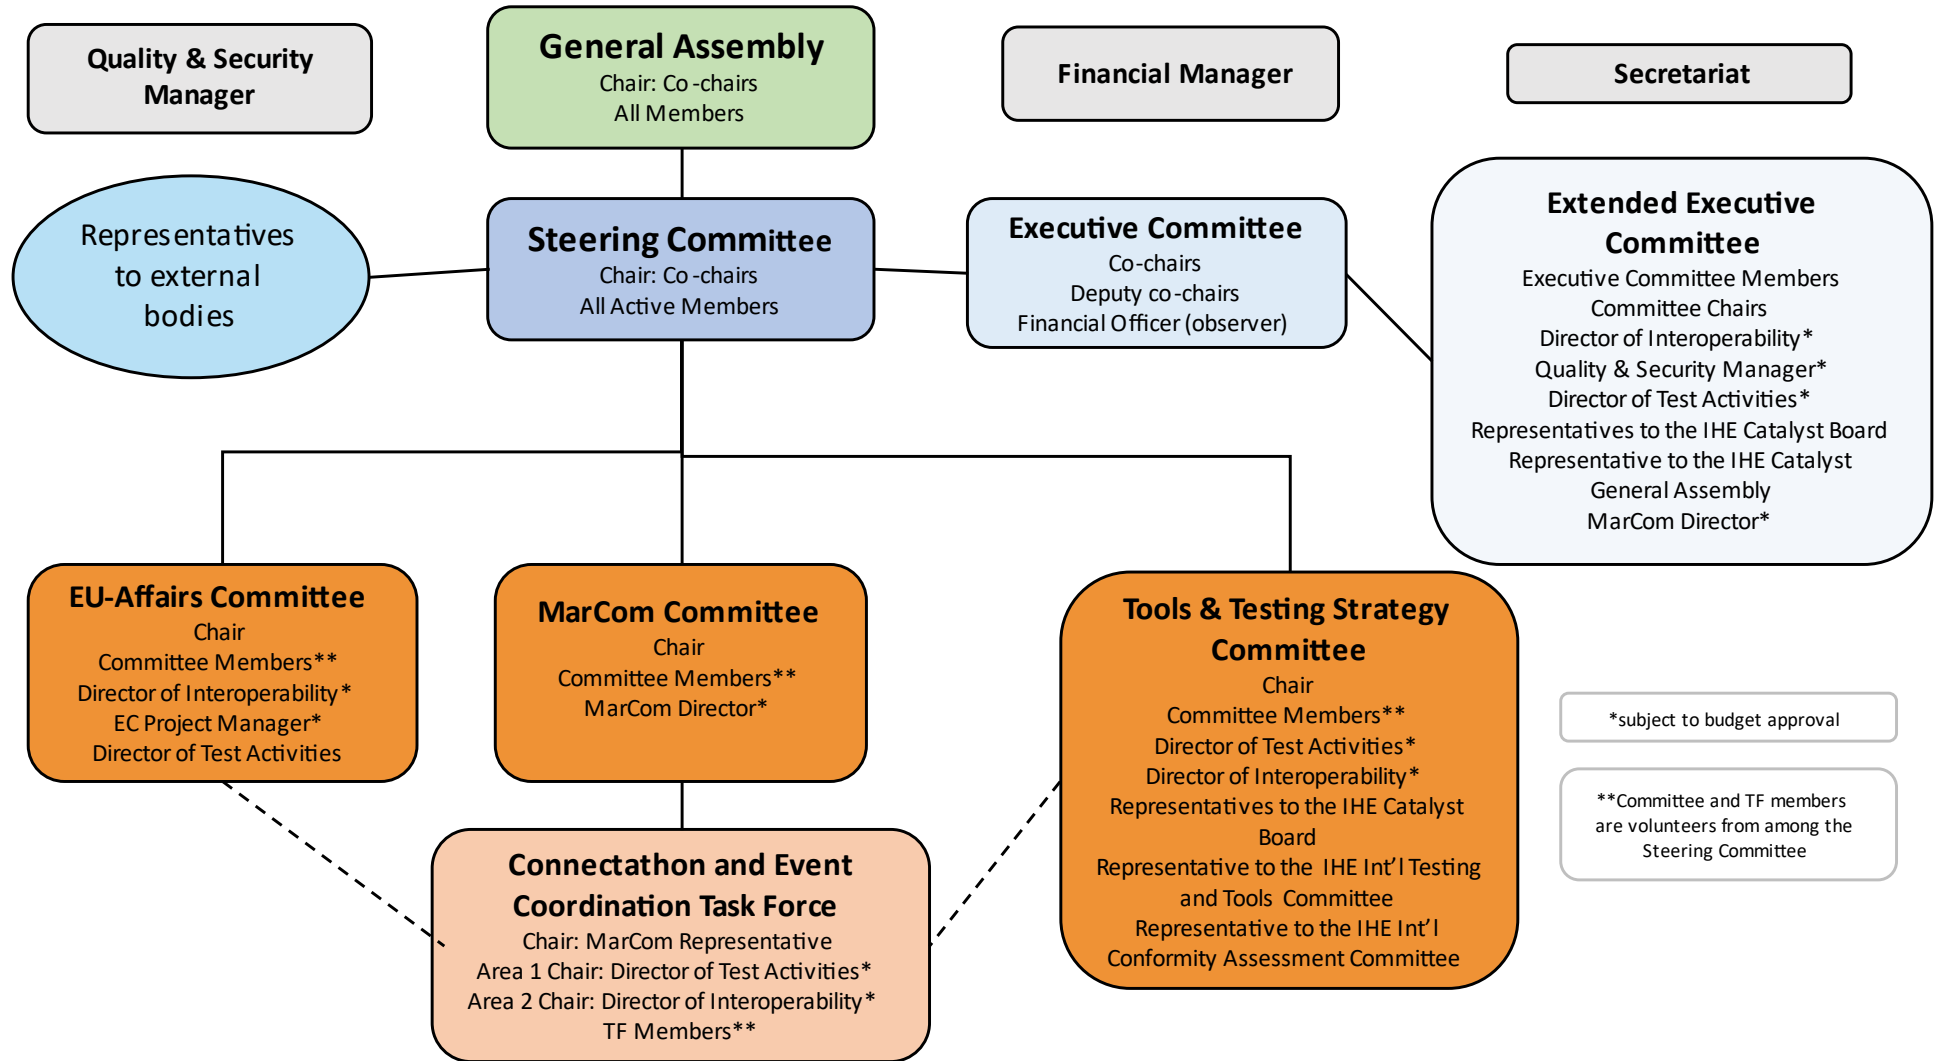 Quality & Security
Manager
General Assembly
Chair: Co-chairs
All Members
Financial Manager
Secretariat
Representatives
to external
bodies
Steering Committee
Chair: Co-chairs
All Active Members
Executive Committee
Co-chairs
Deputy co-chairs
Financial Officer (observer)
Extended Executive
Committee
Executive Committee Members
Committee Chairs
Director of Interoperability*
Quality & Security Manager*
Director of Test Activities*
Representatives to the IHE Catalyst Board
Representative to the IHE Catalyst
General Assembly
MarCom Director*
EU-Affairs Committee
Chair
Committee Members**
Director of Interoperability*
EC Project Manager*
Director of Test Activities
MarCom Committee
Chair
Committee Members**
MarCom Director*
Tools & Testing Strategy
Committee
Chair
Committee Members**
Director of Test Activities*
Director of Interoperability*
Representatives to the IHE Catalyst
Board
Representative to the IHE Int’l Testing
and Tools Committee
Representative to the IHE Int’l
Conformity Assessment Committee
*subject to budget approval
**Committee and TF members
are volunteers from among the
Steering Committee
Connectathon and Event
Coordination Task Force
Chair: MarCom Representative
Area 1 Chair: Director of Test Activities*
Area 2 Chair: Director of Interoperability*
TF Members**